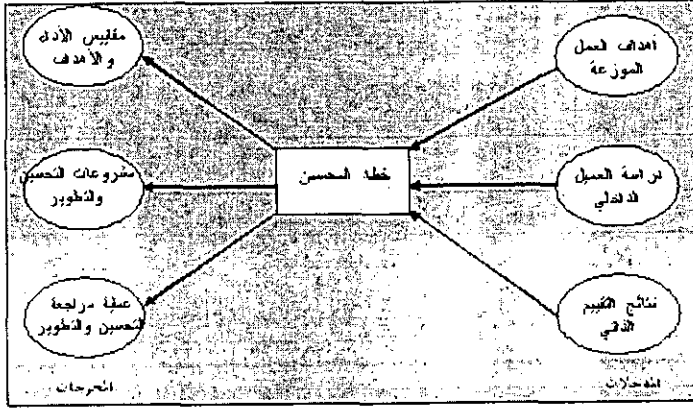 أهداف العمل
الموزعة
دراسة العميل
الداخلي
نتائج التقييم
الذاتي
المدخلات
خطة التحسين
مقاييس الأداء
والأهداف
مشروعات التحسين
والتطوير
عملية مراجعة
التحسين والتطوير
المخرجات